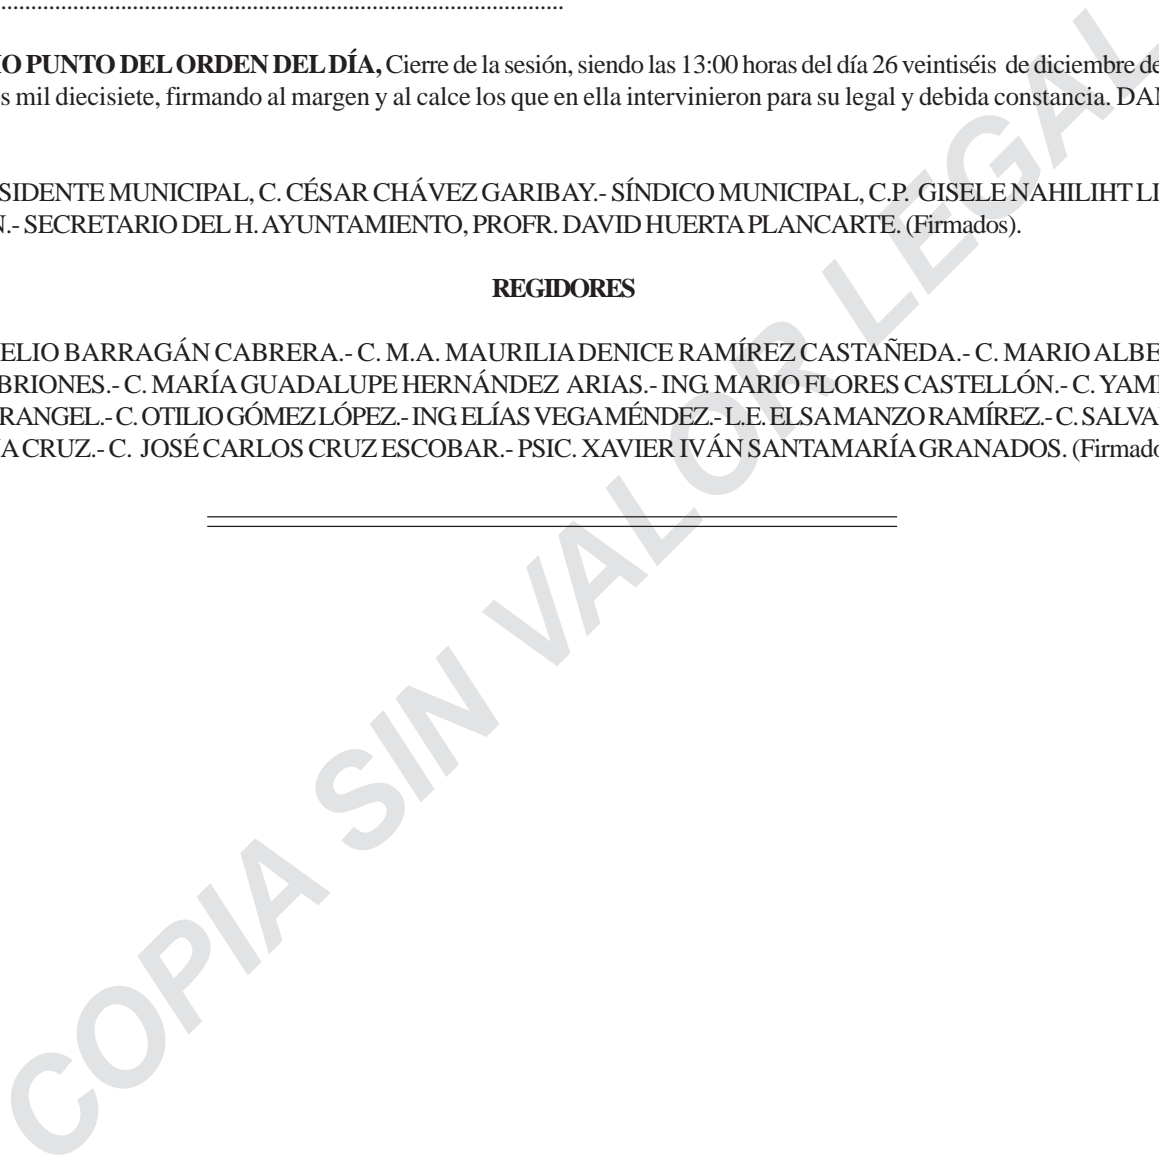 ..........................................................................................
O PUNTO DEL ORDEN DEL DÍA, Cierre de la sesión, siendo las 13:00 horas del día 26 veintiséis de diciembre de
s mil diecisiete, firmando al margen y al calce los que en ella intervinieron para su legal y debida constancia. DA
SIDENTE MUNICIPAL, C. CÉSAR CHÁVEZ GARIBAY.- SÍNDICO MUNICIPAL, C.P. GISELE NAHILIHT LI
N.- SECRETARIO DEL H. AYUNTAMIENTO, PROFR. DAVID HUERTA PLANCARTE. (Firmados).
REGIDORES
ELIO BARRAGÁN CABRERA.- C. M.A. MAURILIA DENICE RAMÍREZ CASTAÑEDA.- C. MARIO ALBE
BRIONES.- C. MARÍA GUADALUPE HERNÁNDEZ ARIAS.- ING. MARIO FLORES CASTELLÓN.- C. YAM
RANGEL.- C. OTILIO GÓMEZ LÓPEZ.- ING. ELÍAS VEGA MÉNDEZ.- L.E. ELSA MANZO RAMÍREZ.- C. SALVA
A CRUZ.- C. JOSÉ CARLOS CRUZ ESCOBAR.- PSIC. XAVIER IVÁN SANTAMARÍA GRANADOS. (Firmado
COPIA SIN VALOR LEGAL